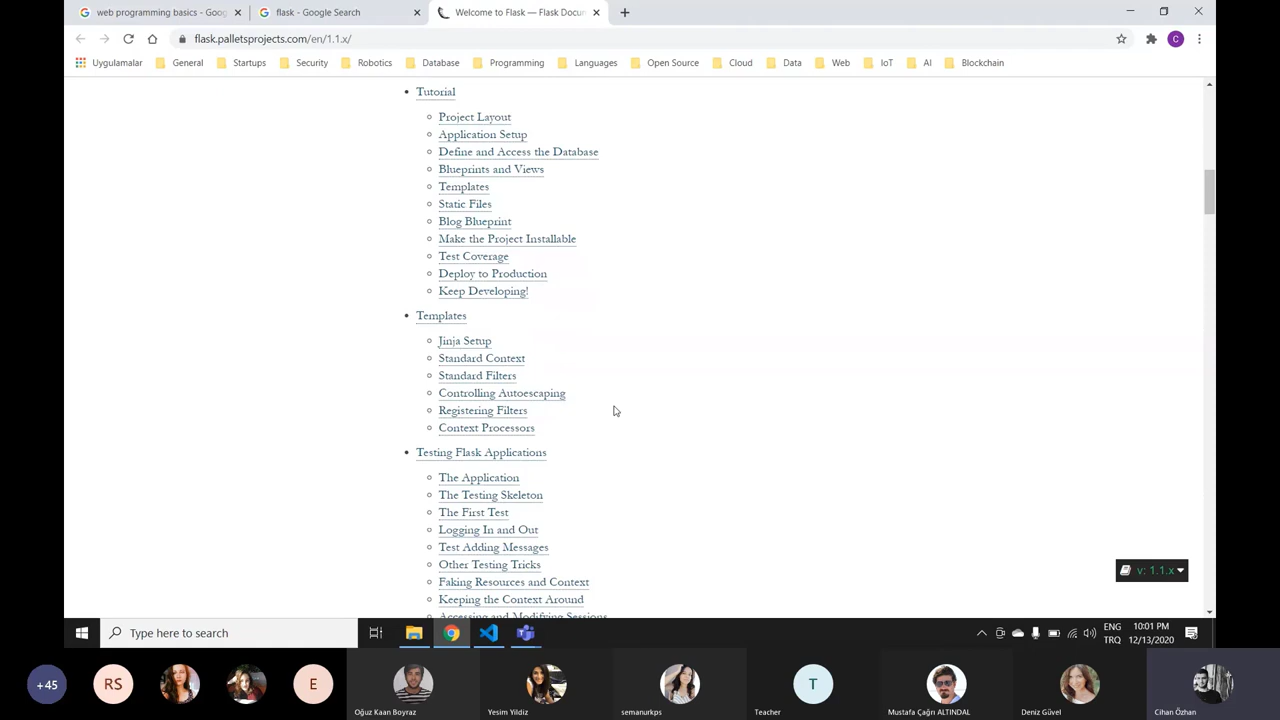 web programming basics - Goog
flask - Google Search
Welcome to Flask — Flask Docum
flask.palletsprojects.com/en/1.1.x/
C
Uygulamalar
General
Startups
Security
Robotics
Database
Programming
Languages
Open Source
Cloud
Data
Web
IoT
AI
Blockchain
Tutorial
Project Layout
Application Setup
Define and Access the Database
Blueprints and Views
Templates
Static Files
Blog Blueprint
Make the Project Installable
Test Coverage
Deploy to Production
Keep Developing!
Templates
Jinja Setup
Standard Context
Standard Filters
Controlling Autoescaping
Registering Filters
Context Processors
Testing Flask Applications
The Application
The Testing Skeleton
The First Test
Logging In and Out
Test Adding Messages
Other Testing Tricks
Faking Resources and Context
Keeping the Context Around
Accessing and Modifying Sessions
v: 1.1.x
Type here to search
ENG
TRQ
10:01 PM
12/13/2020
+45
RS
E
T
Oğuz Kaan Boyraz
Yesim Yildiz
semanurkps
Teacher
Mustafa Çağrı ALTINDAL
Deniz Güvel
Cihan Özhan